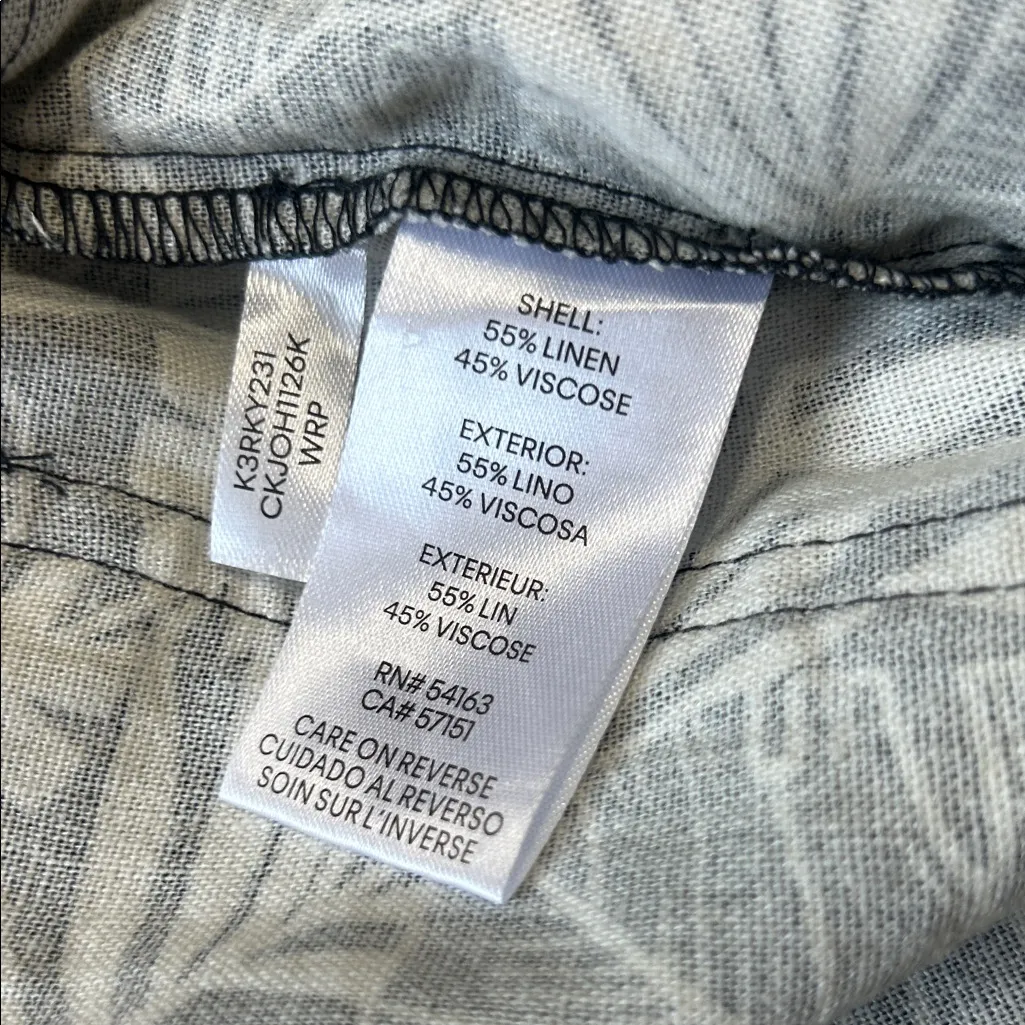 K3RKY231
CKJOH1126K
WRP
SHELL:
55% LINEN
45% VISCOSE
EXTERIOR:
55% LINO
45% VISCOSA
EXTERIEUR:
55% LIN
45% VISCOSE
RN# 54163
CA# 57151
CARE ON REVERSE
CUIDADO AL REVERSO
SOIN SUR L'INVERSE